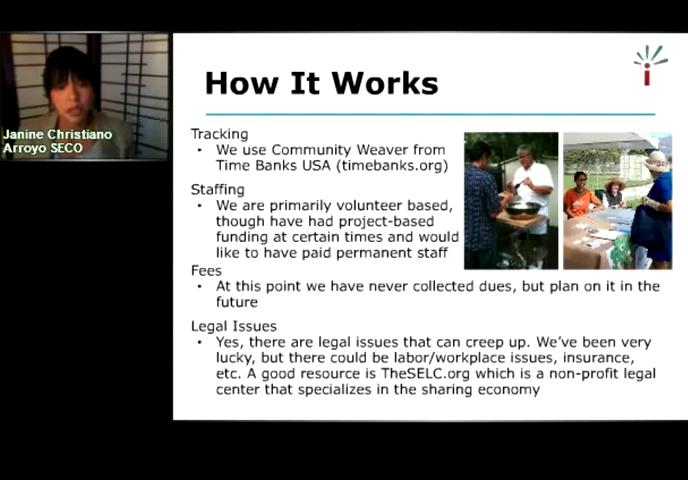 How It Works
Janine Christiano
Arroyo SECO
Tracking
• We use Community Weaver from
Time Banks USA (timebanks.org)
Staffing
• We are primarily volunteer based,
though have had project-based
funding at certain times and would
like to have paid permanent staff
Fees
• At this point we have never collected dues, but plan on it in the
future
Legal Issues
• Yes, there are legal issues that can creep up. We've been very
lucky, but there could be labor/workplace issues, insurance,
etc. A good resource is TheSELC.org which is a non-profit legal
center that specializes in the sharing economy